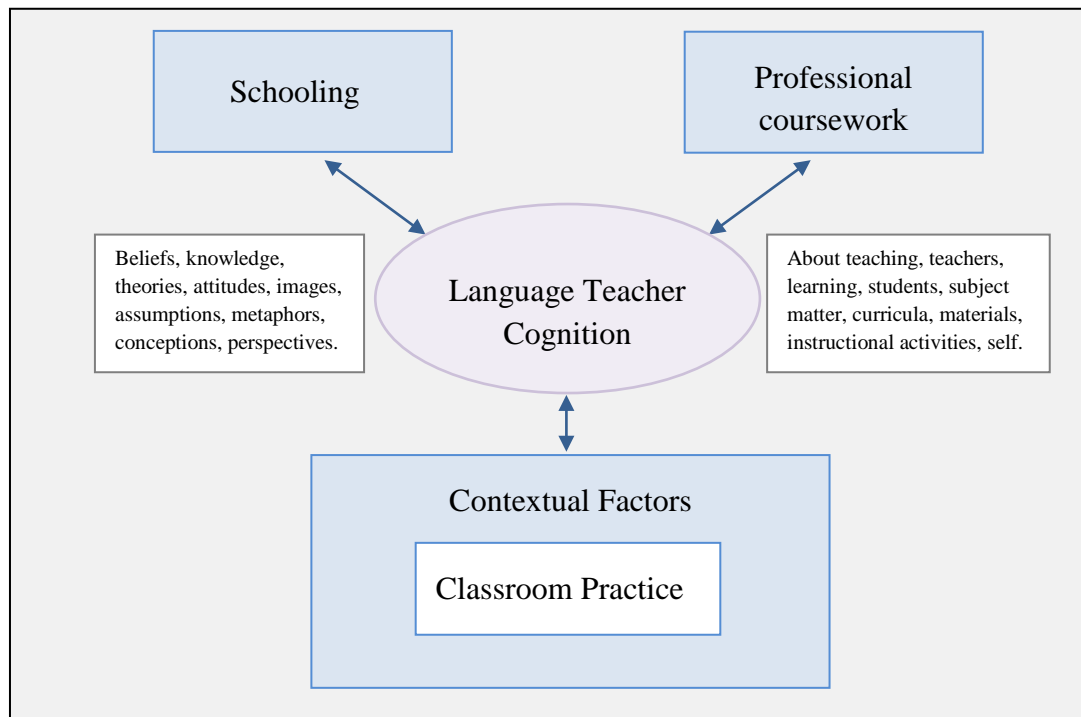 Schooling
Professional
coursework
Beliefs, knowledge,
theories, attitudes, images,
assumptions, metaphors,
conceptions, perspectives.
Language Teacher
Cognition
About teaching, teachers,
learning, students, subject
matter, curricula, materials,
instructional activities, self.
Contextual Factors
Classroom Practice